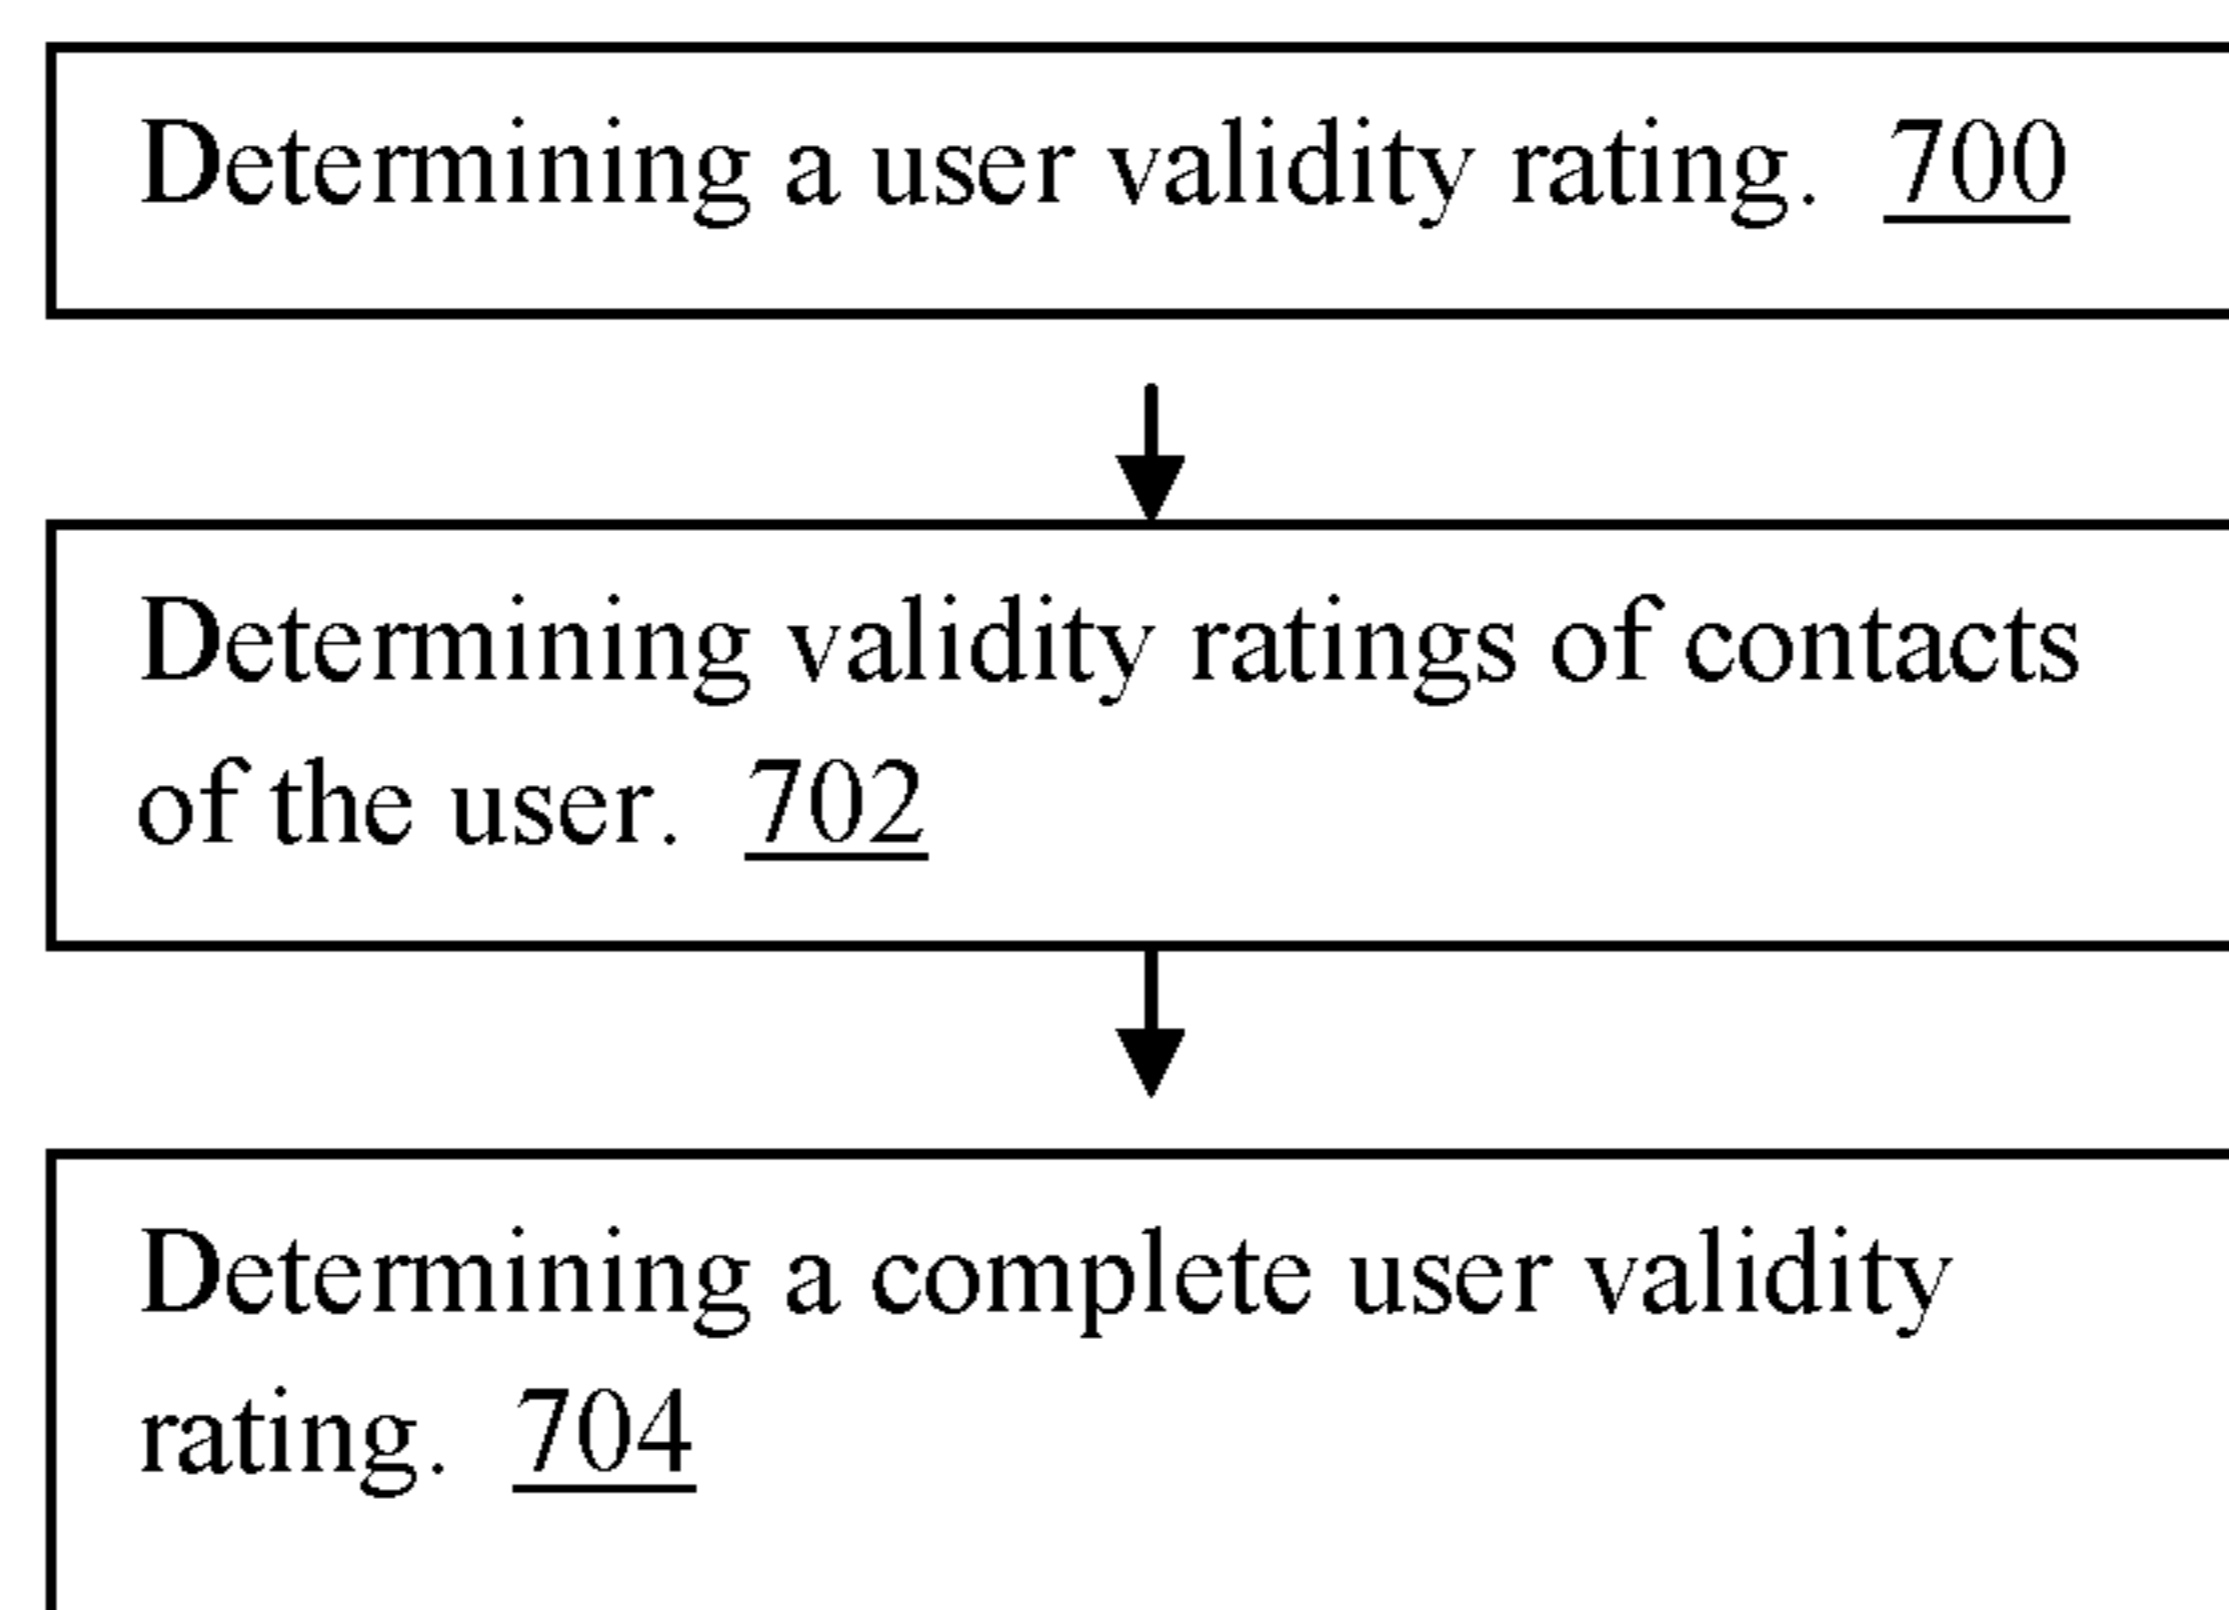 Determining a user validity rating. 700
Determining validity ratings of contacts
of the user. 702
Determining a complete user validity
rating. 704